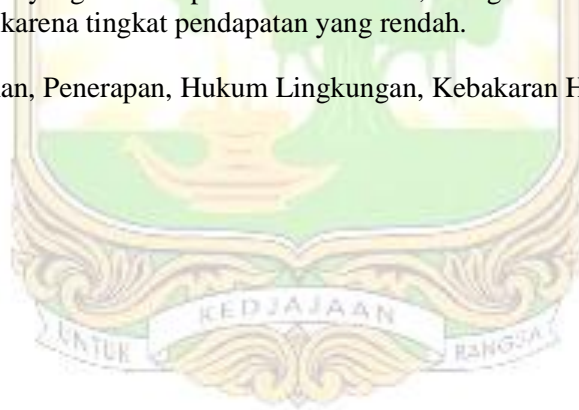 karena tingkat pendapatan yang rendah.
an, Penerapan, Hukum Lingkungan, Kebakaran H
UNTUK KEDJAJAAN BANGSA